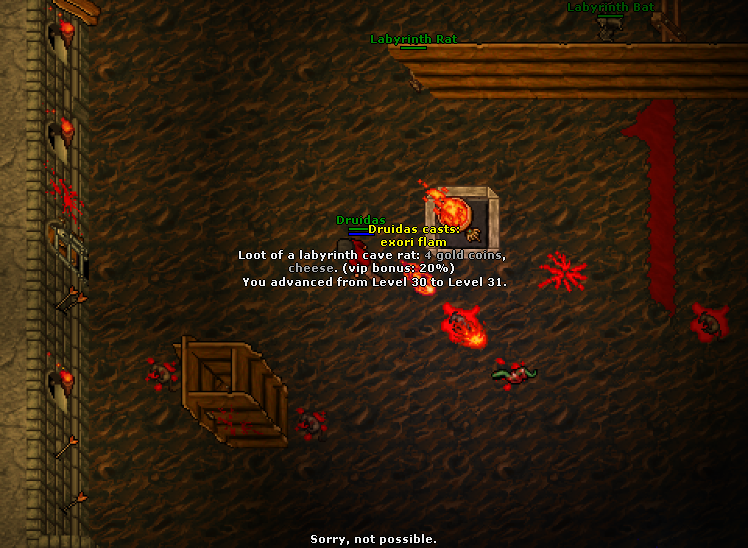 Labyrinth Bat
Labyrinth Rat
Druidas
Druidas casts:
exori flam
Loot of a labyrinth cave rat: 4 gold coins,
cheese. (vip bonus: 20%)
You advanced from Level 30 to Level 31.
Sorry, not possible.